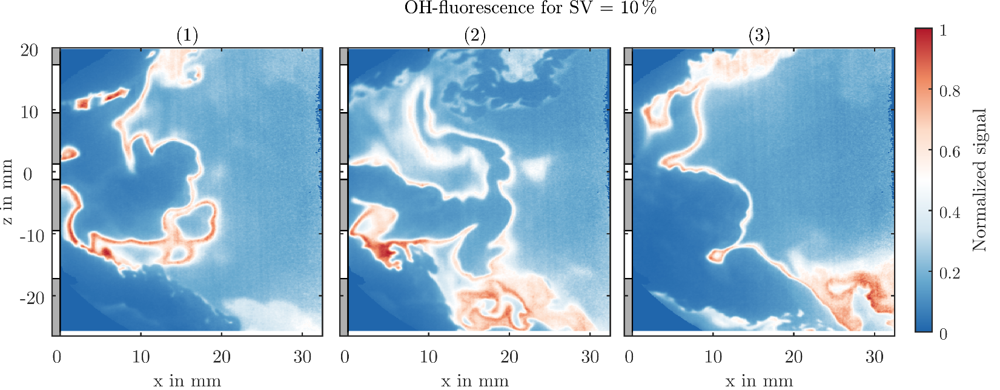 OH-fluorescence for SV = 10 %
(1) (2) (3)
z in mm
20
10
0
-10
-20
0 10 20 30
x in mm
0 10 20 30
x in mm
0 10 20 30
x in mm
1
0.8
0.6
0.4
0.2
0
Normalized signal